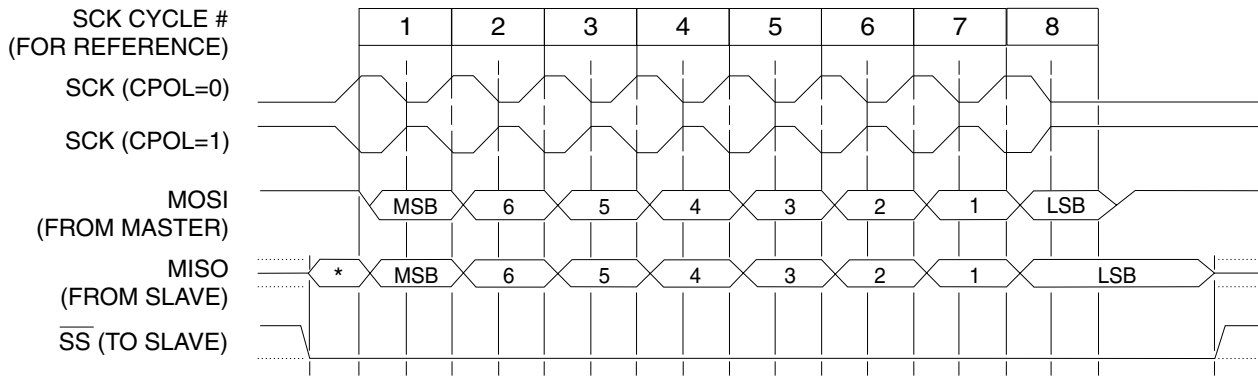 SCK CYCLE # 1 2 3 4 5 6 7 8
(FOR REFERENCE)
SCK (CPOL=0)
SCK (CPOL=1)
MOSI MSB 6 5 4 3 2 1 LSB
(FROM MASTER)
MISO * MSB 6 5 4 3 2 1 LSB
(FROM SLAVE)
SS (TO SLAVE)